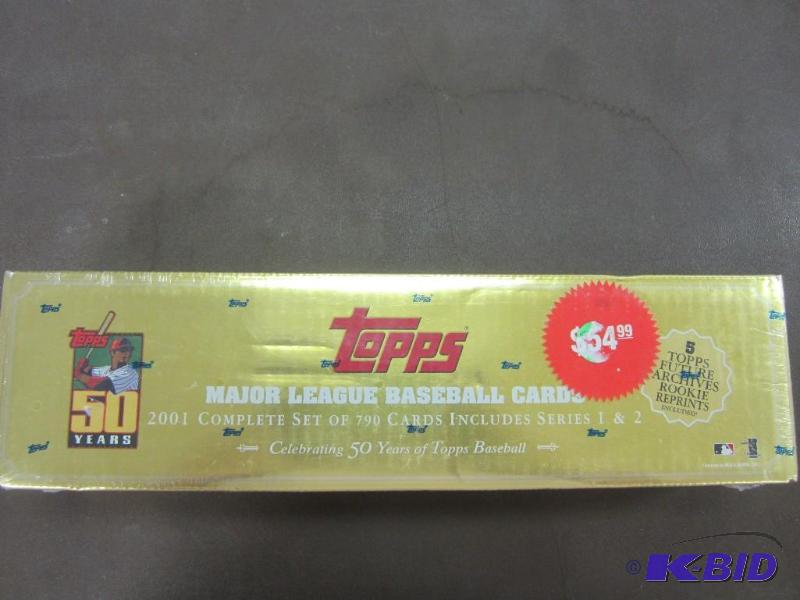 Topps
TOPPS
50
YEARS
Topps
MAJOR LEAGUE BASEBALL CARDS
2001 COMPLETE SET OF 790 CARDS INCLUDES SERIES 1 & 2
Celebrating 50 Years of Topps Baseball
$54.99
5
TOPPS
FUTURE
ARCHIVES
ROOKIE
REPRINTS
INCLUDED!
© K-BID